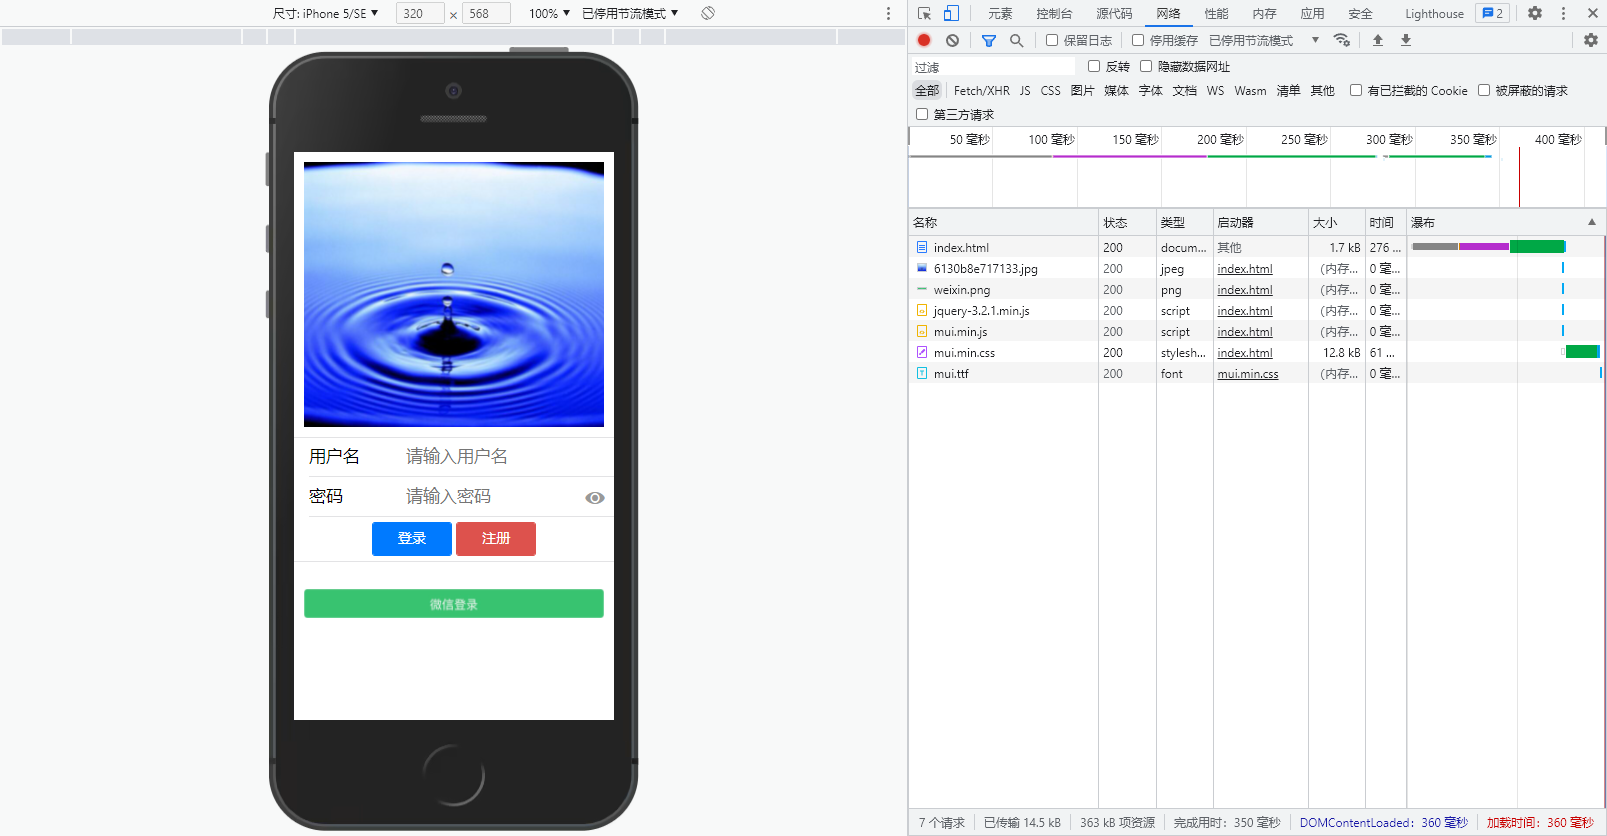 尺寸: iPhone 5/SE ▼ 320 × 568 100% ▼ 已停用节流模式 ▼
元素 控制台 源代码 网络 性能 内存 应用 安全 Lighthouse 2
保留日志 停用缓存 已停用节流模式 ▼
过滤 反转 隐藏数据网址
全部 Fetch/XHR JS CSS 图片 媒体 字体 文档 WS Wasm 清单 其他 有已拦截的 Cookie 被屏蔽的请求
第三方请求
50 毫秒 100 毫秒 150 毫秒 200 毫秒 250 毫秒 300 毫秒 350 毫秒 400 毫秒
名称 状态 类型 启动器 大小 时间 瀑布 ▲
index.html 200 docum... 其他 1.7 kB 276 ...
6130b8e717133.jpg 200 jpeg index.html (内存... 0 毫...
weixin.png 200 png index.html (内存... 0 毫...
jquery-3.2.1.min.js 200 script index.html (内存... 0 毫...
mui.min.js 200 script index.html (内存... 0 毫...
mui.min.css 200 stylesh... index.html 12.8 kB 61 ...
mui.ttf 200 font mui.min.css (内存... 0 毫...
用户名 请输入用户名
密码 请输入密码
登录 注册
微信登录
7 个请求 已传输 14.5 kB 363 kB 项资源 完成用时: 350 毫秒 DOMContentLoaded: 360 毫秒 加载时间: 360 毫秒